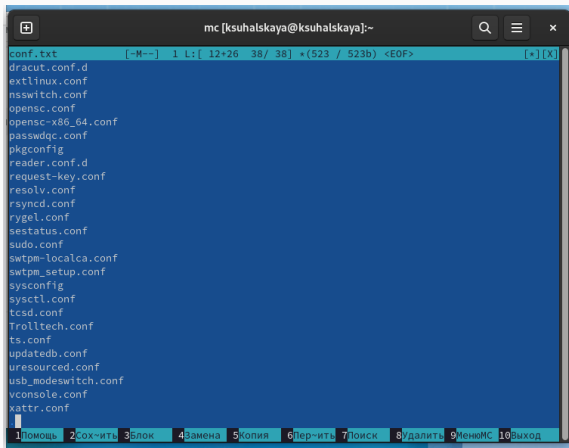 mc [ksuhalskaya@ksuhalskaya]:~
conf.txt [-M--] 1 L:[ 12+26 38/ 38] *(523 / 523b) <EOF> [*][X]
dracut.conf.d
extlinux.conf
nsswitch.conf
opensc.conf
opensc-x86_64.conf
passwdqc.conf
pkgconfig
reader.conf.d
request-key.conf
resolv.conf
rsyncd.conf
rygel.conf
sestatus.conf
sudo.conf
swtpm-localca.conf
swtpm_setup.conf
sysconfig
sysctl.conf
tcsd.conf
Trolltech.conf
ts.conf
updatedb.conf
uresourced.conf
usb_modeswitch.conf
vconsole.conf
xattr.conf
1Помощь 2Сох~ить 3Блок 4Замена 5Копия 6Пер~ить 7Поиск 8Удалить 9МенюMC 10Выход